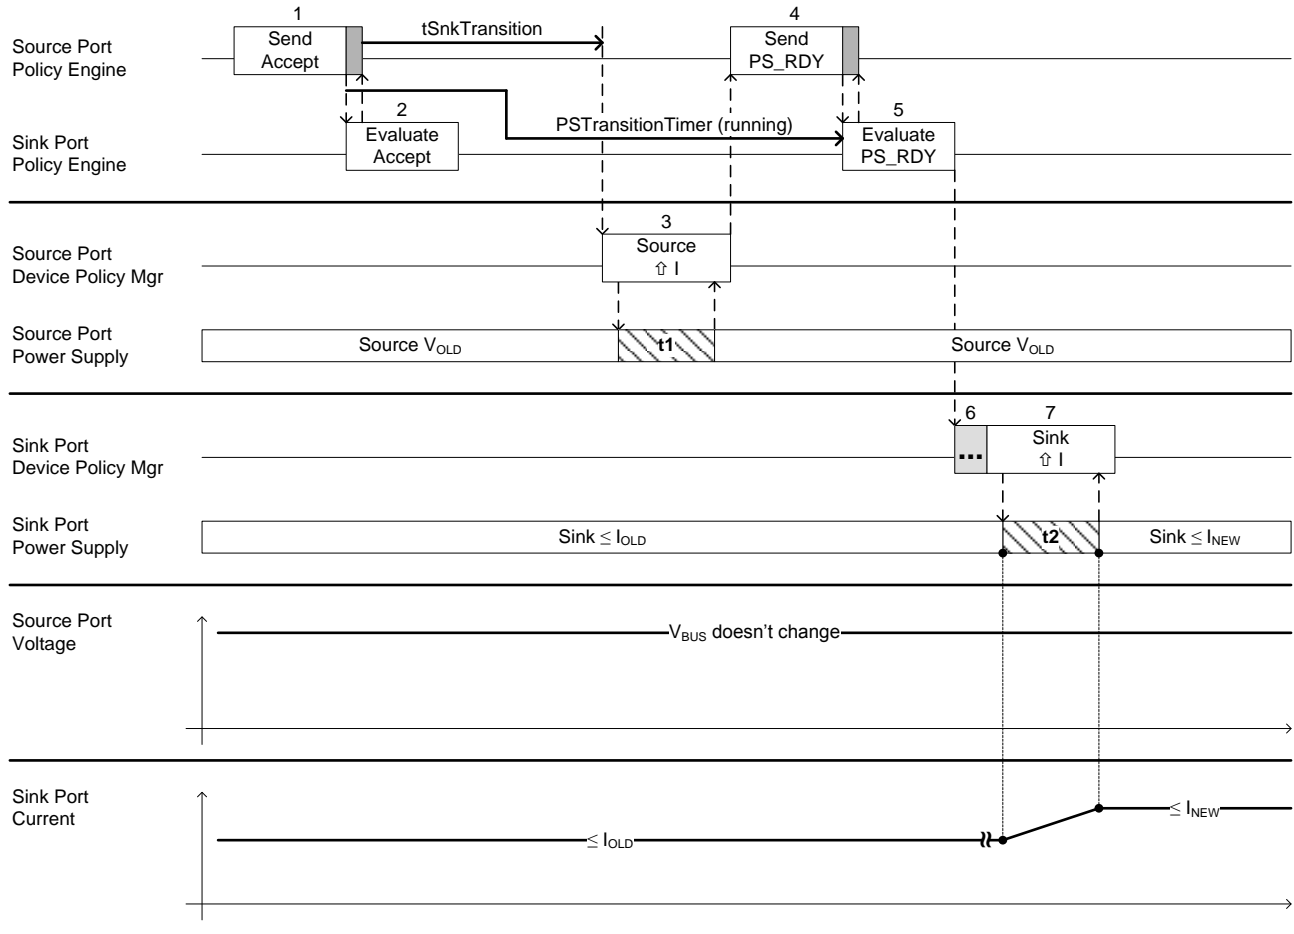 1
4
Source Port
Policy Engine
Send
Accept
tSnkTransition
Send
PS_RDY
2
5
Sink Port
Policy Engine
Evaluate
Accept
PSTransitionTimer (running)
Evaluate
PS_RDY
3
Source Port
Device Policy Mgr
Source
⇧ I
Source Port
Power Supply
Source VOLD
t1
Source VOLD
6
7
Sink Port
Device Policy Mgr
...
Sink
⇧ I
Sink Port
Power Supply
Sink ≤ IOLD
t2
Sink ≤ INEW
Source Port
Voltage
VBUS doesn't change
Sink Port
Current
≤ IOLD
≤ INEW